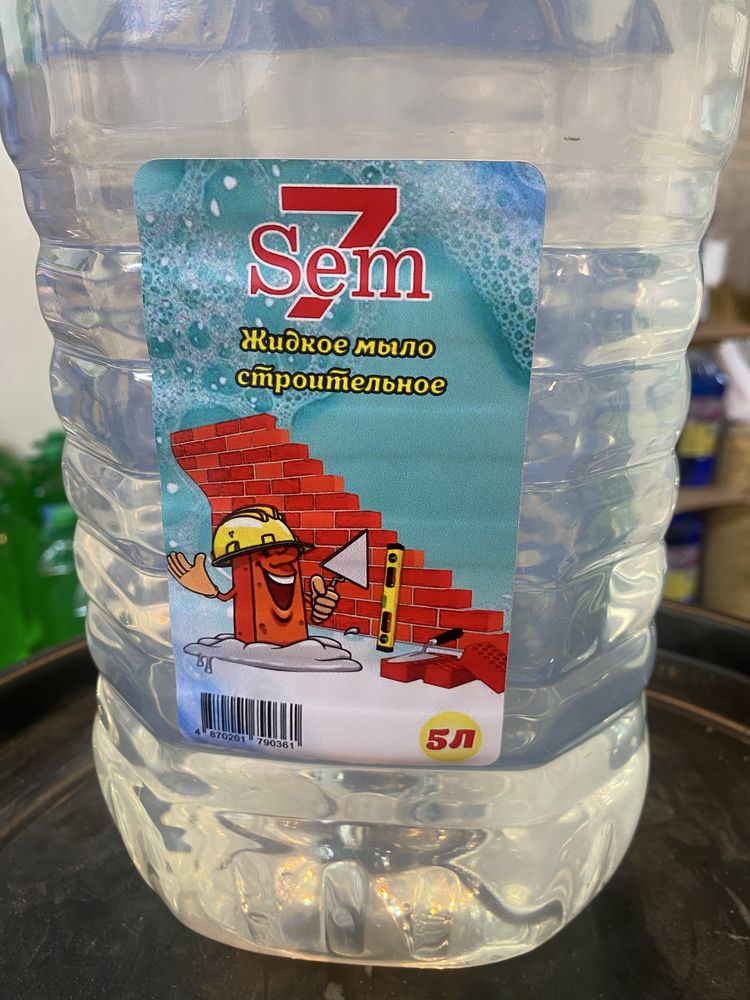 7
Sem
Жидкое мыло
строительное
4 870201 790361
5Л